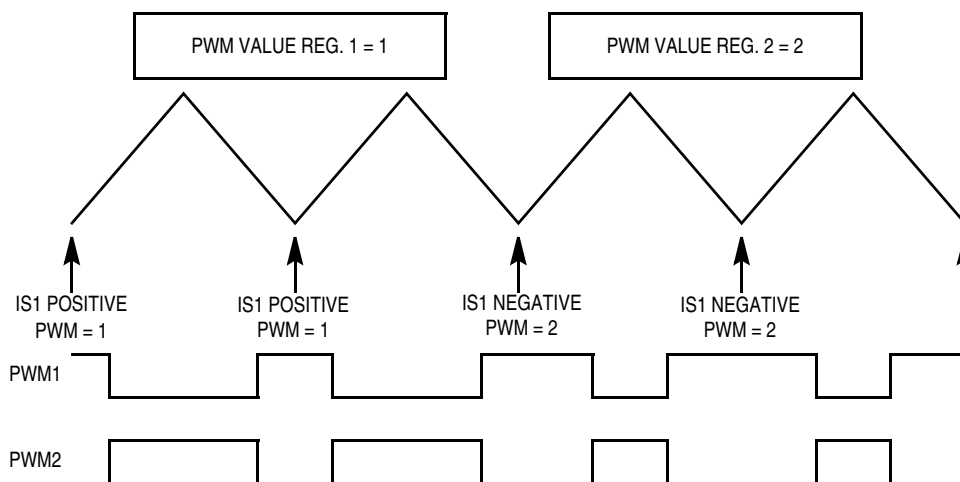 PWM VALUE REG. 1 = 1
PWM VALUE REG. 2 = 2
IS1 POSITIVE
PWM = 1
IS1 POSITIVE
PWM = 1
IS1 NEGATIVE
PWM = 2
IS1 NEGATIVE
PWM = 2
PWM1
PWM2